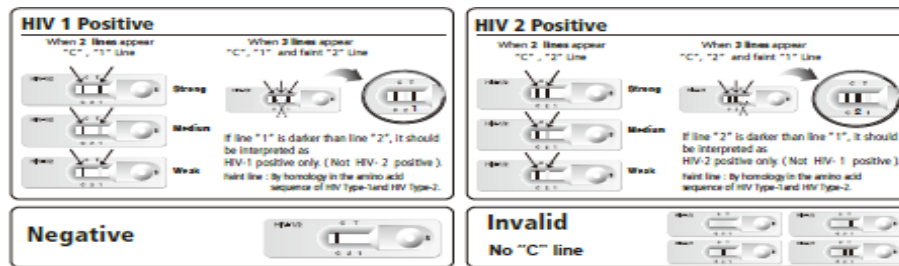 HIV 1 Positive
When 2 lines appear
"C", "1" Line
When 3 lines appear
"C", "1" and faint "2" Line
Strong
Medium
Weak
1
If line "1" is darker than line "2", it should
be interpreted as
HIV-1 positive only. ( Not HIV- 2 positive ).
Faint line : By homology in the amino acid
sequence of HIV Type-1and HIV Type-2.
HIV 2 Positive
When 2 lines appear
"C" , "2" Line
When 3 lines appear
"C", "2" and faint "1" Line
Strong
Medium
Weak
2
If line "2" is darker than line "1", it should
be interpreted as
HIV-2 positive only. ( Not HIV- 1 positive ).
Faint line : By homology in the amino acid
sequence of HIV Type-1and HIV Type-2.
Negative
Invalid
No "C" line